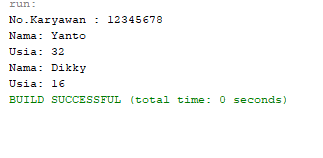 run:
No.Karyawan : 12345678
Nama: Yanto
Usia: 32
Nama: Dikky
Usia: 16
BUILD SUCCESSFUL (total time: 0 seconds)